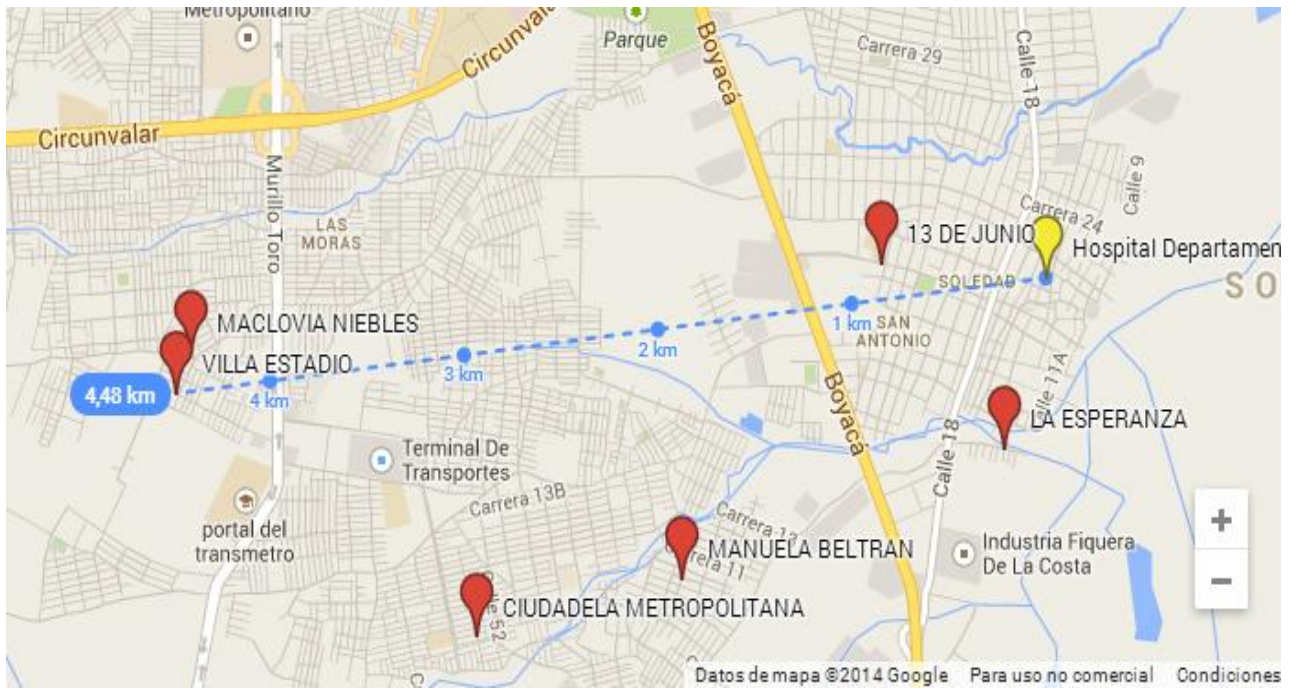 Metropolitano
Parque
Circunvalar
Boyacá
Carrera 29
Calle 18
Circunvalar
Murillo Toro
Calle 9
LAS
MORAS
Carrera 24
13 DE JUNIO
Hospital Departamen
SOLEDAD
S O
MACLOVIA NIEBLES
1 km
SAN
ANTONIO
2 km
VILLA ESTADIO
3 km
4,48 km
4 km
Boyacá
Calle 11A
LA ESPERANZA
Terminal De
Transportes
Calle 18
Carrera 13B
portal del
transmetro
Carrera 13
MANUELA BELTRAN
Carrera 11
Industria Fiquera
De La Costa
+
−
CIUDADELA METROPOLITANA
Calle 52
Datos de mapa ©2014 Google Para uso no comercial Condiciones